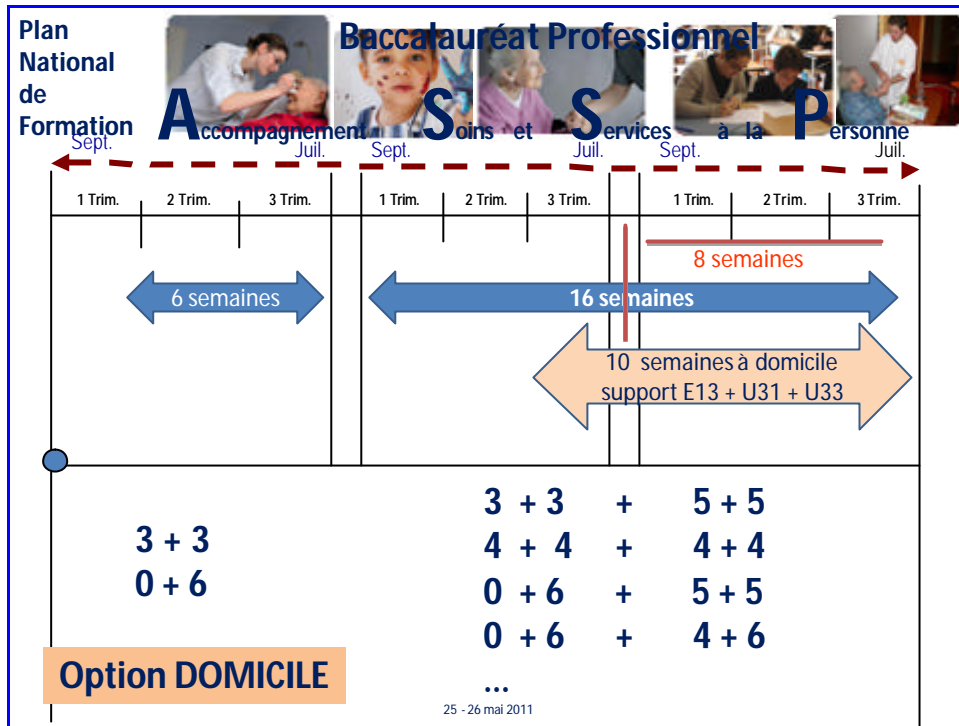 Plan
National
de
Formation
Baccalauréat Professionnel
Accompagnement Soins et Services à la Personne
Sept. Juil. Sept. Juil. Sept. Juil.
1 Trim. 2 Trim. 3 Trim. 1 Trim. 2 Trim. 3 Trim. 1 Trim. 2 Trim. 3 Trim.
8 semaines
6 semaines 16 semaines
10 semaines à domicile
support E13 + U31 + U33
3 + 3 + 5 + 5
3 + 3
4 + 4 + 4 + 4
0 + 6
0 + 6 + 5 + 5
0 + 6 + 4 + 6
Option DOMICILE
...
25 - 26 mai 2011